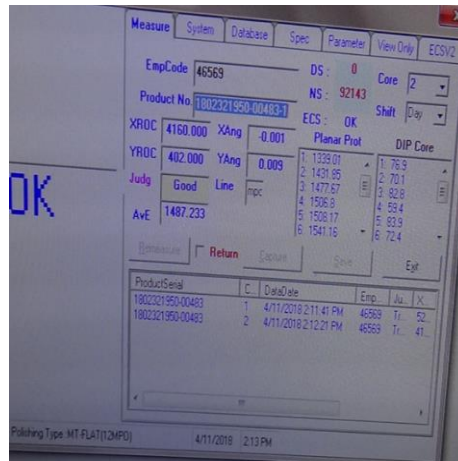 Measure System Database Spec Parameter View Only ECSV2
EmpCode 46569 DS : 0 Core 2
Product No. 1802321950-00483-1 NS : 92143 Shift Day
ECS : OK
XROC 4160.000 XAng -0.001 Planar Prot DIP Core
YROC 402.000 YAng 0.009
1: 1339.01 1: 76.9
2: 1431.85 2: 70.1
3: 1477.67 3: 82.8
4: 1506.8 4: 59.4
5: 1508.17 5: 83.9
6: 1541.16 6: 72.4
Judg Good Line mpc
AvE 1487.233
OK
Remeasure Return Capture Save Exit
ProductSerial C... DataDate Emp... Ju... X...
1802321950-00483 1 4/11/2018 2:11:41 PM 46569 Tr... 52...
1802321950-00483 2 4/11/2018 2:12:21 PM 46569 Tr... 41...
Polishing Type :MT-FLAT(12MPO) 4/11/2018 2:13 PM